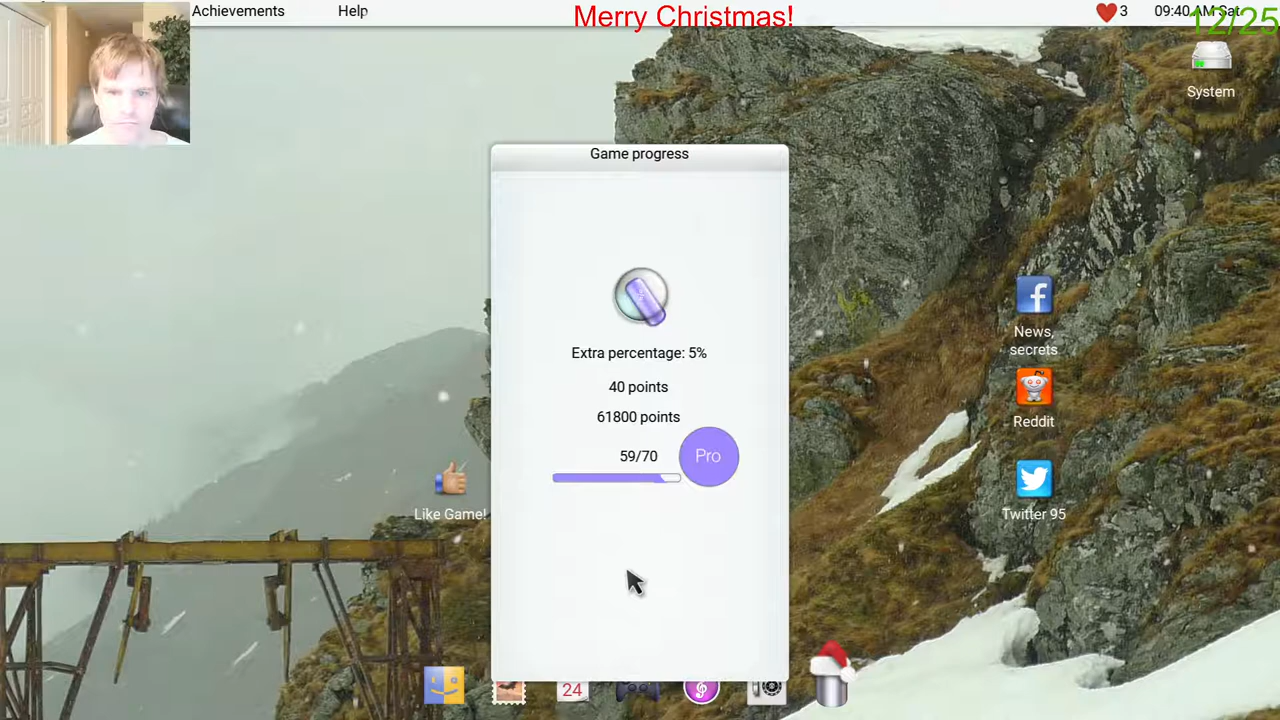 Achievements
Help
Merry Christmas!
3
09:40 AM Sat
12/25
System
Game progress
Extra percentage: 5%
40 points
61800 points
59/70
Pro
News,
secrets
Reddit
Like Game!
Twitter 95
24